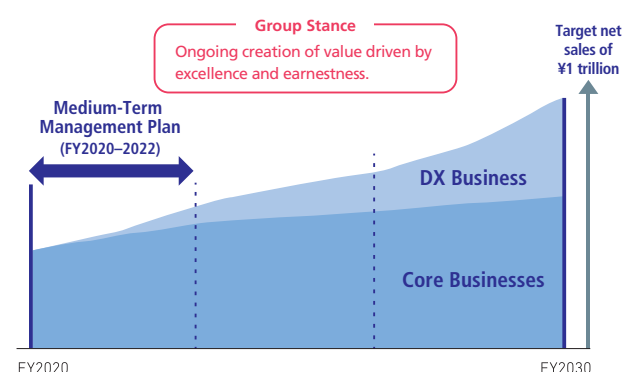 Group Stance
Ongoing creation of value driven by
excellence and earnestness.
Target net
sales of
¥1 trillion
Medium-Term
Management Plan
(FY2020–2022)
DX Business
Core Businesses
FY2020
FY2030